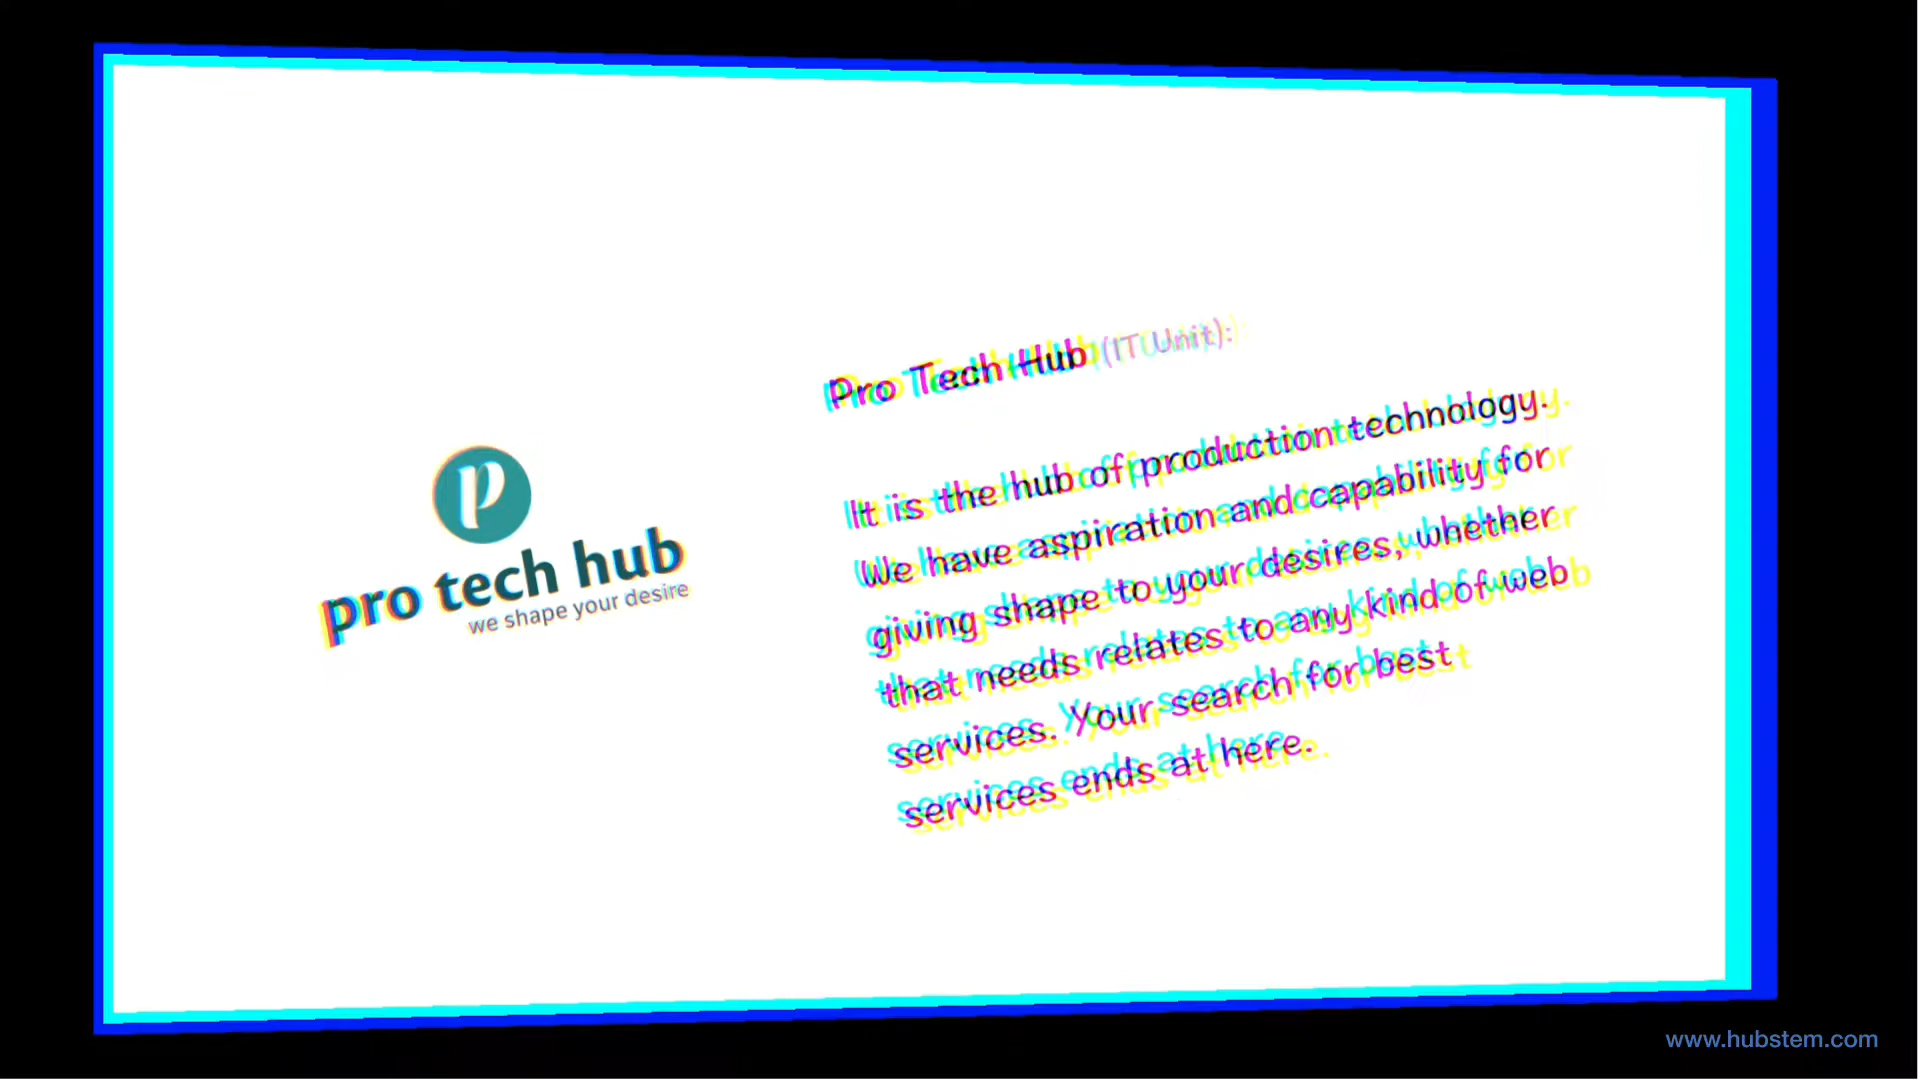 p
pro tech hub
we shape your desire
Pro Tech Hub (IT Unit):
It is the hub of production technology.
We have aspiration and capability for
giving shape to your desires, whether
that needs relates to any kind of web
services. Your search for best
services ends at here.
www.hubstem.com